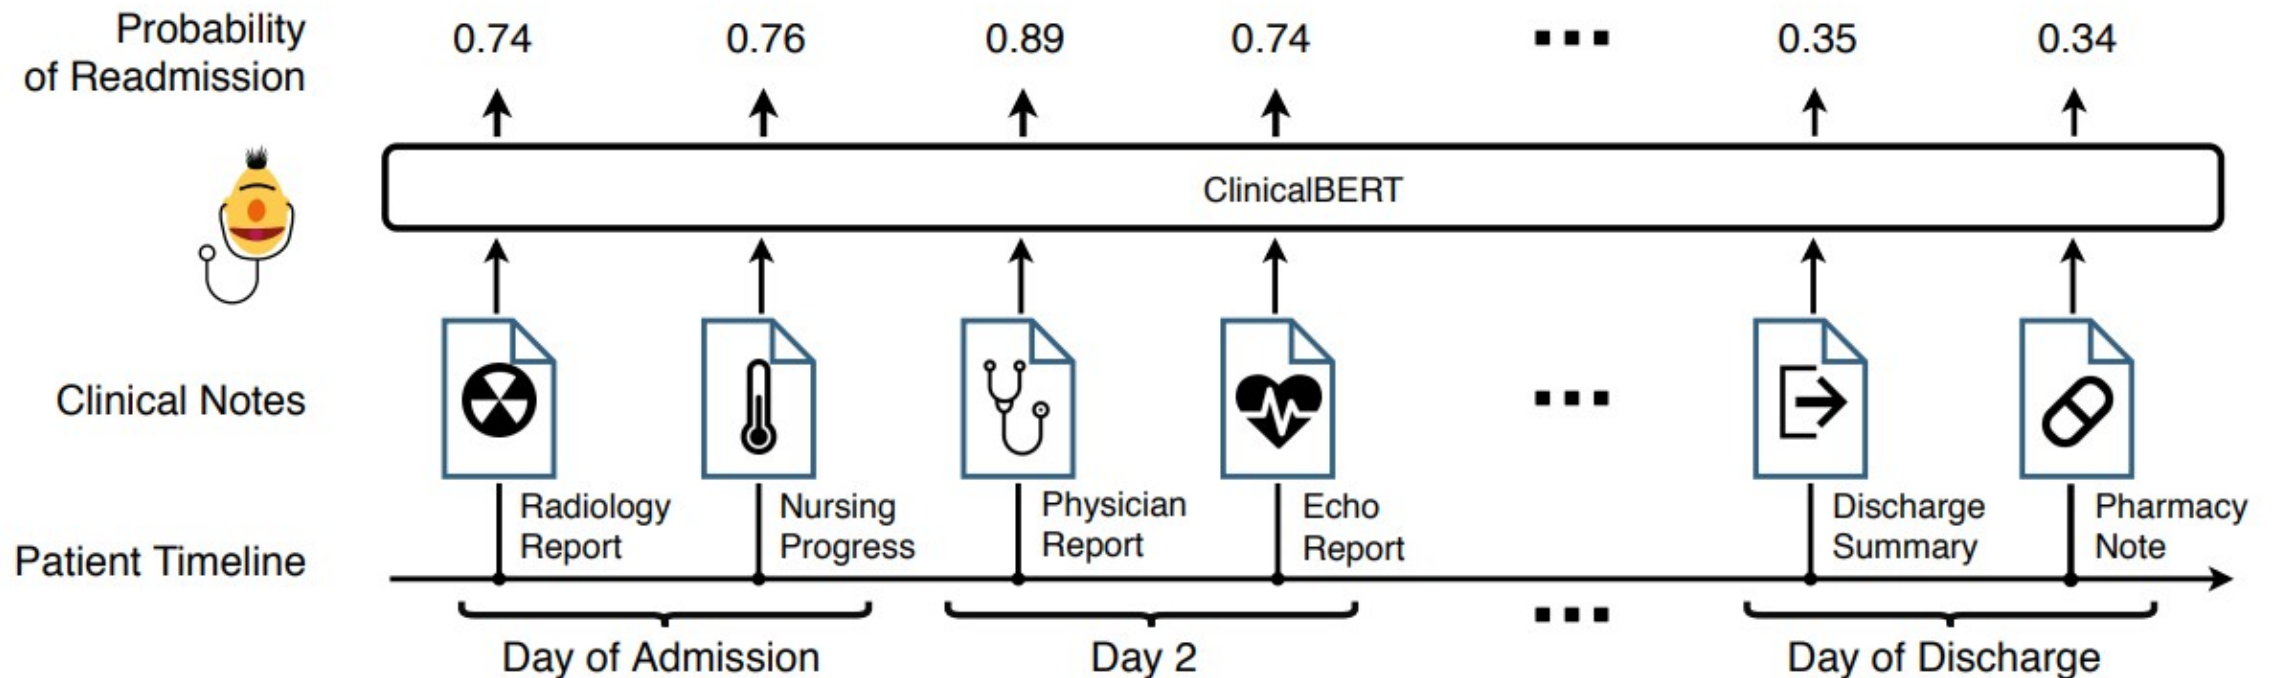 Probability
of Readmission
0.74 0.76 0.89 0.74 ... 0.35 0.34
ClinicalBERT
Clinical Notes
...
Radiology
Report
Nursing
Progress
Physician
Report
Echo
Report
Discharge
Summary
Pharmacy
Note
Patient Timeline
...
Day of Admission
Day 2
Day of Discharge